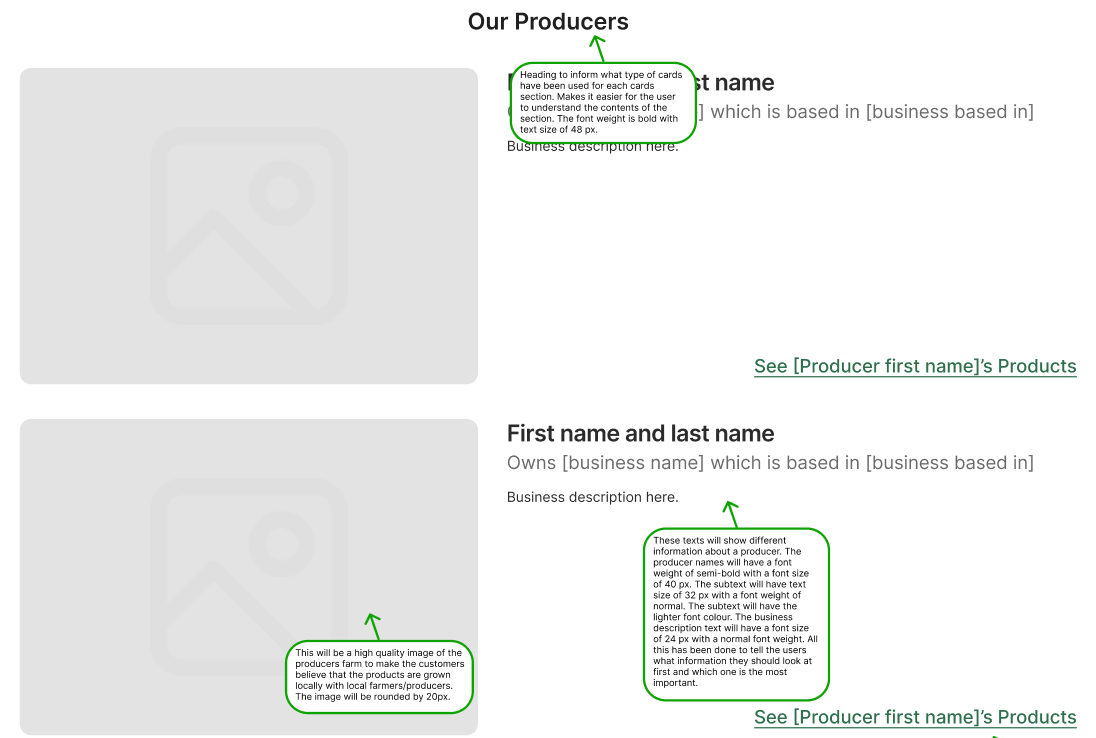 Our Producers
Heading to inform what type of cards
have been used for each cards
section. Makes it easier for the user
to understand the contents of the
section. The font weight is bold with
text size of 48 px.
st name
] which is based in [business based in]
Business description here.
See [Producer first name]’s Products
First name and last name
Owns [business name] which is based in [business based in]
Business description here.
These texts will show different
information about a producer. The
producer names will have a font
weight of semi-bold with a font size
of 40 px. The subtext will have text
size of 32 px with a font weight of
normal. The subtext will have the
lighter font colour. The business
description text will have a font size
of 24 px with a normal font weight. All
this has been done to tell the users
what information they should look at
first and which one is the most
important.
This will be a high quality image of the
producers farm to make the customers
believe that the products are grown
locally with local farmers/producers.
The image will be rounded by 20px.
See [Producer first name]’s Products